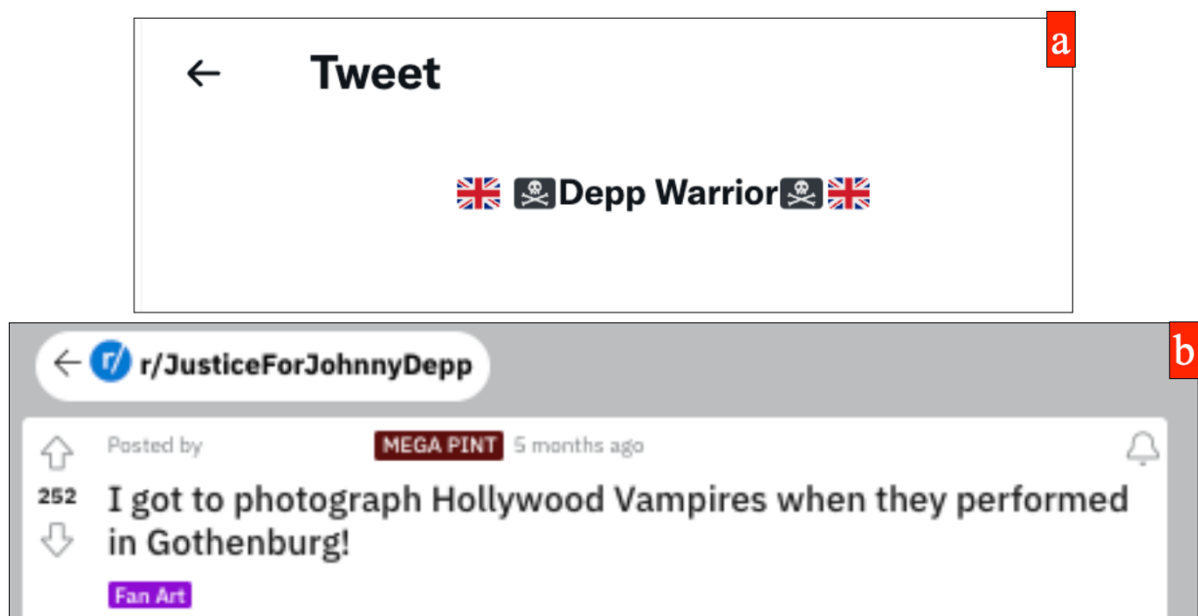 a
← Tweet
🇬🇧 🏴‍☠️Depp Warrior🏴‍☠️🇬🇧
b
← r/ r/JusticeForJohnnyDepp
Posted by MEGA PINT 5 months ago
252 I got to photograph Hollywood Vampires when they performed
in Gothenburg!
Fan Art